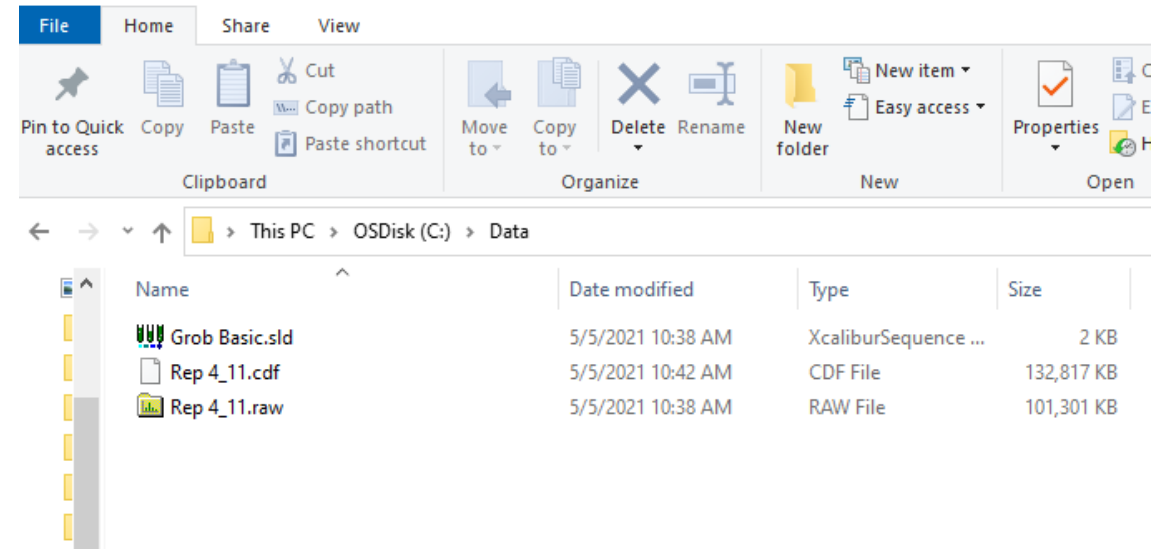 File Home Share View
Pin to Quick access
Copy
Paste
Cut
Copy path
Paste shortcut
Move to
Copy to
Delete
Rename
New folder
New item
Easy access
Properties
Clipboard Organize New Open
This PC > OSDisk (C:) > Data
Name Date modified Type Size
Grob Basic.sld 5/5/2021 10:38 AM XcaliburSequence ... 2 KB
Rep 4_11.cdf 5/5/2021 10:42 AM CDF File 132,817 KB
Rep 4_11.raw 5/5/2021 10:38 AM RAW File 101,301 KB